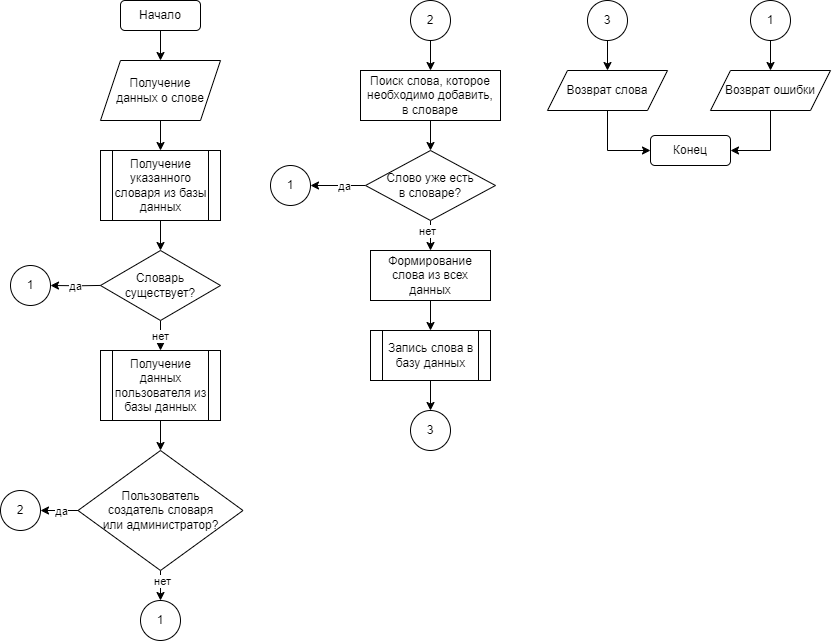 Начало
Получение
данных о слове
Получение
указанного
словаря из базы
данных
Словарь
существует?
да
1
нет
Получение
данных
пользователя из
базы данных
Пользователь
создатель словаря
или администратор?
да
2
нет
1
2
Поиск слова, которое
необходимо добавить,
в словаре
Слово уже есть
в словаре?
да
1
нет
Формирование
слова из всех
данных
Запись слова в
базу данных
3
3
Возврат слова
1
Возврат ошибки
Конец